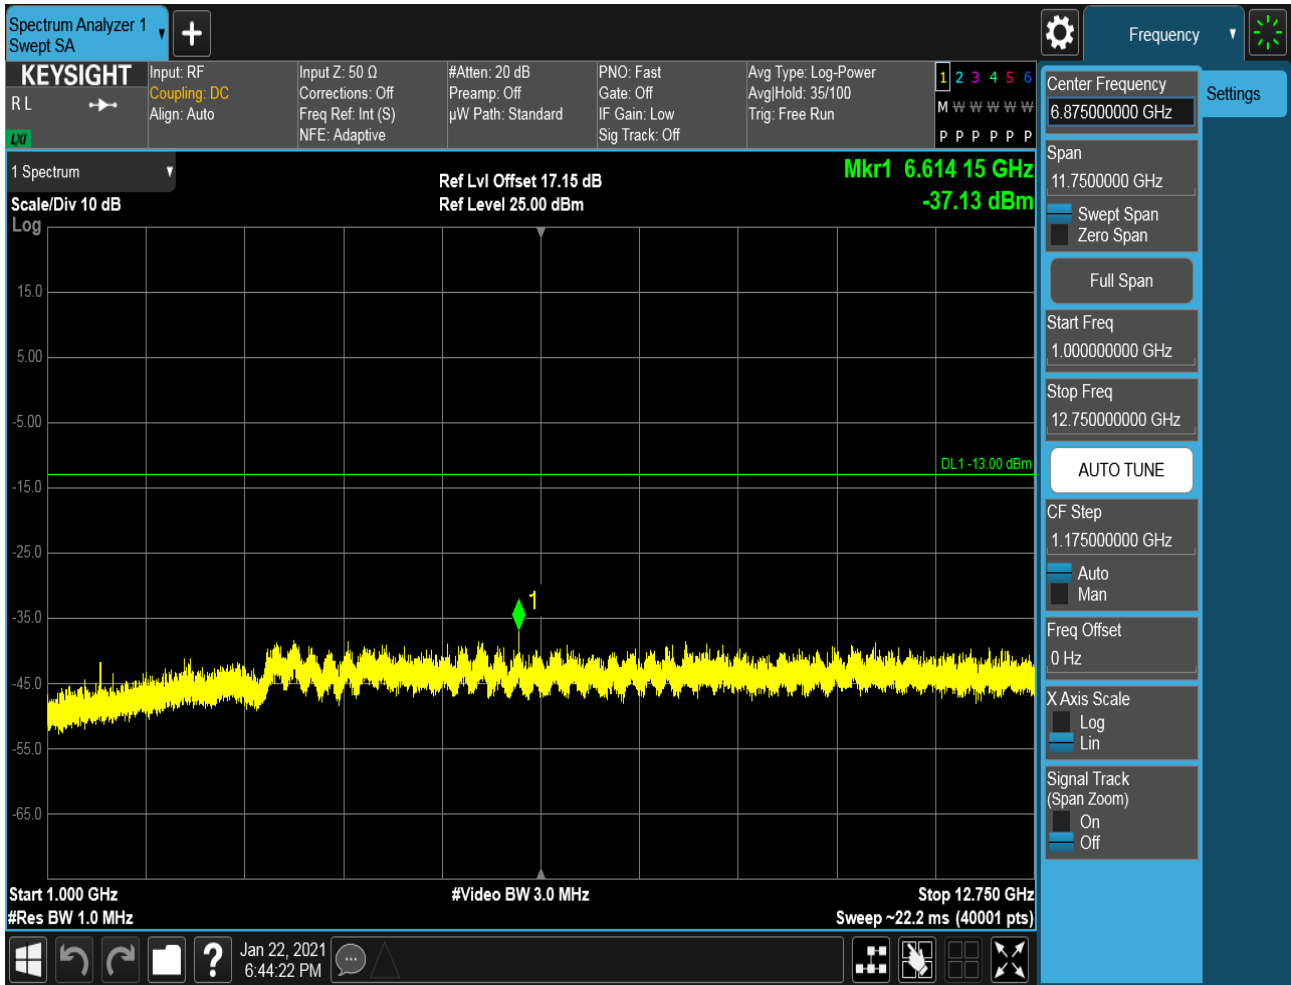 Spectrum Analyzer 1
Swept SA
Frequency
KEYSIGHT
R L
LXI
Input: RF
Coupling: DC
Align: Auto
Input Z: 50 Ω
Corrections: Off
Freq Ref: Int (S)
NFE: Adaptive
#Atten: 20 dB
Preamp: Off
µW Path: Standard
PNO: Fast
Gate: Off
IF Gain: Low
Sig Track: Off
Avg Type: Log-Power
Avg|Hold: 35/100
Trig: Free Run
1 2 3 4 5 6
M W W W W W
P P P P P P
1 Spectrum
Scale/Div 10 dB
Log
Ref Lvl Offset 17.15 dB
Ref Level 25.00 dBm
Mkr1 6.614 15 GHz
-37.13 dBm
15.0
5.00
-5.00
DL1 -13.00 dBm
-15.0
-25.0
1
-35.0
-45.0
-55.0
-65.0
Start 1.000 GHz
#Video BW 3.0 MHz
Stop 12.750 GHz
#Res BW 1.0 MHz
Sweep ~22.2 ms (40001 pts)
Jan 22, 2021
6:44:22 PM
Settings
Center Frequency
6.875000000 GHz
Span
11.7500000 GHz
Swept Span
Zero Span
Full Span
Start Freq
1.000000000 GHz
Stop Freq
12.750000000 GHz
AUTO TUNE
CF Step
1.175000000 GHz
Auto
Man
Freq Offset
0 Hz
X Axis Scale
Log
Lin
Signal Track
(Span Zoom)
On
Off